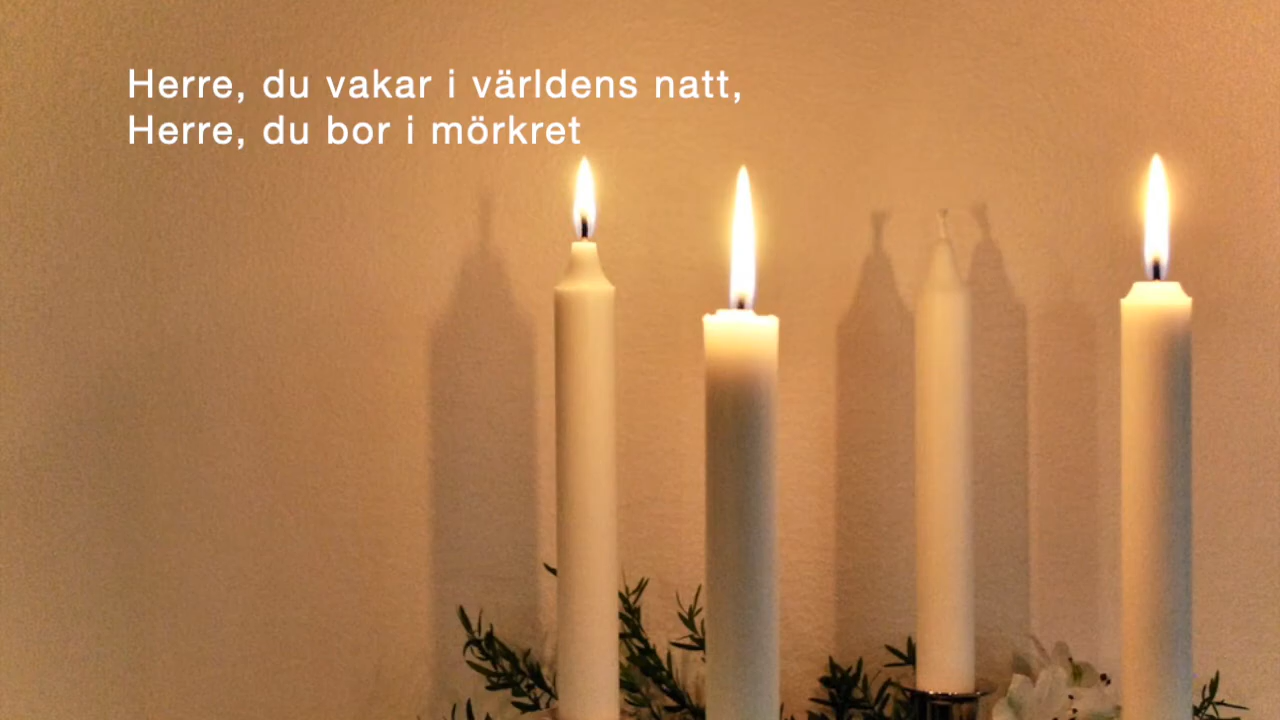 Herre, du vakar i världens natt,
Herre, du bor i mörkret